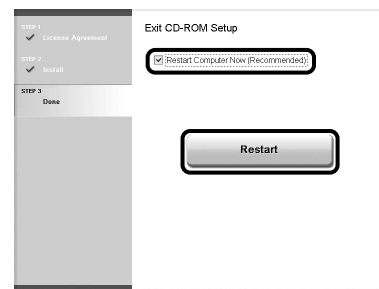 STEP 1
License Agreement
STEP 2
Install
STEP 3
Done
Exit CD-ROM Setup
Restart Computer Now (Recommended)
Restart